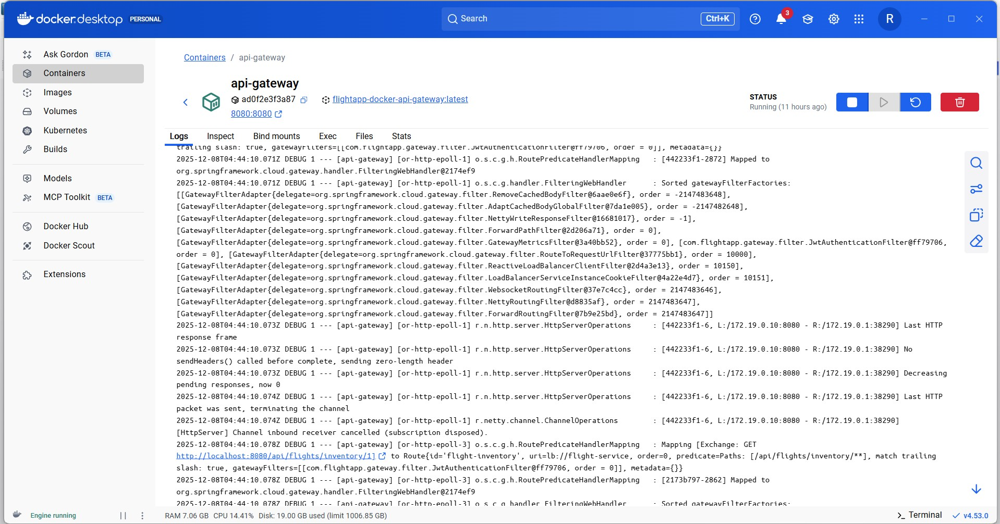 docker.desktop PERSONAL
Search
Ctrl+K
3
R
Ask Gordon BETA
Containers
Images
Volumes
Kubernetes
Builds
Models
MCP Toolkit BETA
Docker Hub
Docker Scout
Extensions
Containers / api-gateway
api-gateway
ad0f2e3f3a87 flightapp-docker-api-gateway:latest
8080:8080
STATUS
Running (11 hours ago)
Logs Inspect Bind mounts Exec Files Stats
trailing slash: true, gatewayFilters=[[com.flightapp.gateway.filter.JwtAuthenticationFilter@ff79706, order = 0]], metadata={}}
2025-12-08T04:44:10.071Z DEBUG 1 --- [api-gateway] [or-http-epoll-1] o.s.c.g.h.RoutePredicateHandlerMapping : [442233f1-2872] Mapped to
org.springframework.cloud.gateway.handler.FilteringWebHandler@2174ef9
2025-12-08T04:44:10.071Z DEBUG 1 --- [api-gateway] [or-http-epoll-1] o.s.c.g.handler.FilteringWebHandler : Sorted gatewayFilterFactories:
[[GatewayFilterAdapter{delegate=org.springframework.cloud.gateway.filter.RemoveCachedBodyFilter@6aae0e6f}, order = -2147483648],
[GatewayFilterAdapter{delegate=org.springframework.cloud.gateway.filter.AdaptCachedBodyGlobalFilter@7da1e005}, order = -2147482648],
[GatewayFilterAdapter{delegate=org.springframework.cloud.gateway.filter.NettyWriteResponseFilter@16681017}, order = -1],
[GatewayFilterAdapter{delegate=org.springframework.cloud.gateway.filter.ForwardPathFilter@2d206a71}, order = 0],
[GatewayFilterAdapter{delegate=org.springframework.cloud.gateway.filter.GatewayMetricsFilter@3a40bb52}, order = 0], [com.flightapp.gateway.filter.JwtAuthenticationFilter@ff79706,
order = 0], [GatewayFilterAdapter{delegate=org.springframework.cloud.gateway.filter.RouteToRequestUrlFilter@37775bb1}, order = 10000],
[GatewayFilterAdapter{delegate=org.springframework.cloud.gateway.filter.ReactiveLoadBalancerClientFilter@2d4a3e13}, order = 10150],
[GatewayFilterAdapter{delegate=org.springframework.cloud.gateway.filter.LoadBalancerServiceInstanceCookieFilter@4a22e4d7}, order = 10151],
[GatewayFilterAdapter{delegate=org.springframework.cloud.gateway.filter.WebsocketRoutingFilter@37e7c4cc}, order = 2147483646],
[GatewayFilterAdapter{delegate=org.springframework.cloud.gateway.filter.NettyRoutingFilter@d8835af}, order = 2147483647],
[GatewayFilterAdapter{delegate=org.springframework.cloud.gateway.filter.ForwardRoutingFilter@7b9e25bd}, order = 2147483647]]
2025-12-08T04:44:10.073Z DEBUG 1 --- [api-gateway] [or-http-epoll-1] r.n.http.server.HttpServerOperations : [442233f1-6, L:/172.19.0.10:8080 - R:/172.19.0.1:38290] Last HTTP
response frame
2025-12-08T04:44:10.073Z DEBUG 1 --- [api-gateway] [or-http-epoll-1] r.n.http.server.HttpServerOperations : [442233f1-6, L:/172.19.0.10:8080 - R:/172.19.0.1:38290] No
sendHeaders() called before complete, sending zero-length header
2025-12-08T04:44:10.073Z DEBUG 1 --- [api-gateway] [or-http-epoll-1] r.n.http.server.HttpServerOperations : [442233f1-6, L:/172.19.0.10:8080 - R:/172.19.0.1:38290] Decreasing
pending responses, now 0
2025-12-08T04:44:10.074Z DEBUG 1 --- [api-gateway] [or-http-epoll-1] r.n.http.server.HttpServerOperations : [442233f1-6, L:/172.19.0.10:8080 - R:/172.19.0.1:38290] Last HTTP
packet was sent, terminating the channel
2025-12-08T04:44:10.074Z DEBUG 1 --- [api-gateway] [or-http-epoll-1] r.netty.channel.ChannelOperations : [442233f1-6, L:/172.19.0.10:8080 - R:/172.19.0.1:38290]
[HttpServer] Channel inbound receiver cancelled (subscription disposed).
2025-12-08T04:44:10.078Z DEBUG 1 --- [api-gateway] [or-http-epoll-3] o.s.c.g.h.RoutePredicateHandlerMapping : Mapping [Exchange: GET
http://localhost:8080/api/flights/inventory/1] to Route{id='flight-inventory', uri=lb://flight-service, order=0, predicate=Paths: [/api/flights/inventory/**], match trailing
slash: true, gatewayFilters=[[com.flightapp.gateway.filter.JwtAuthenticationFilter@ff79706, order = 0]], metadata={}}
2025-12-08T04:44:10.078Z DEBUG 1 --- [api-gateway] [or-http-epoll-3] o.s.c.g.h.RoutePredicateHandlerMapping : [2173b797-2862] Mapped to
org.springframework.cloud.gateway.handler.FilteringWebHandler@2174ef9
2025-12-08T04:44:10.078Z DEBUG 1 --- [api-gateway] [or-http-epoll-3] o.s.c.g.handler.FilteringWebHandler : Sorted gatewayFilterFactories:
Engine running
RAM 7.06 GB CPU 14.41% Disk: 19.00 GB used (limit 1006.85 GB)
Terminal
v4.53.0